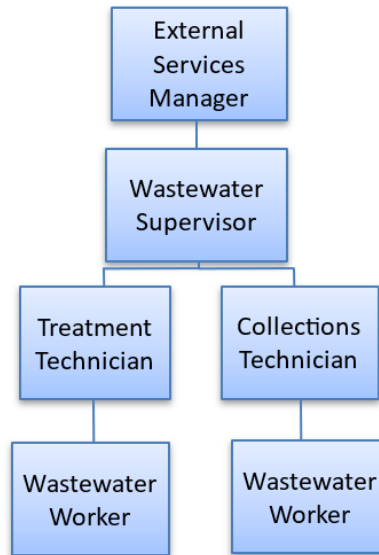 External
Services
Manager
Wastewater
Supervisor
Treatment
Technician
Collections
Technician
Wastewater
Worker
Wastewater
Worker